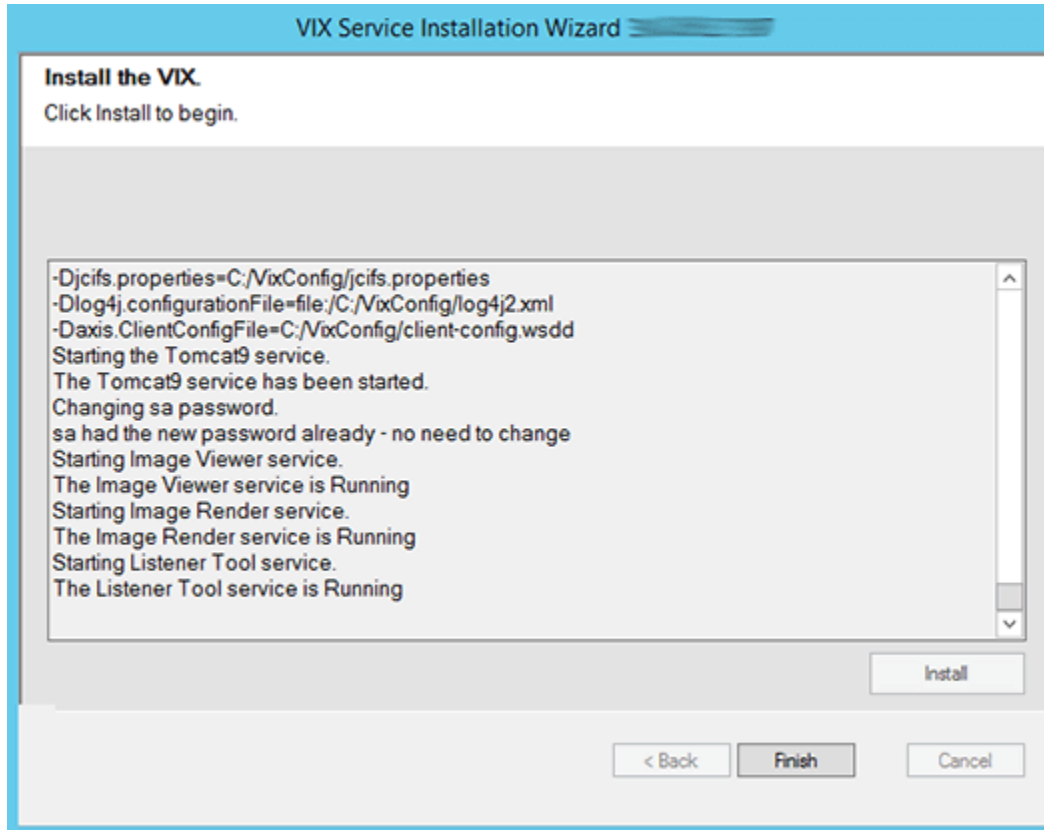 VIX Service Installation Wizard
Install the VIX.
Click Install to begin.
-Djcifs.properties=C:/VixConfig/jcifs.properties
-Dlog4j.configurationFile=file:/C:/VixConfig/log4j2.xml
-Daxis.ClientConfigFile=C:/VixConfig/client-config.wsdd
Starting the Tomcat9 service.
The Tomcat9 service has been started.
Changing sa password.
sa had the new password already - no need to change
Starting Image Viewer service.
The Image Viewer service is Running
Starting Image Render service.
The Image Render service is Running
Starting Listener Tool service.
The Listener Tool service is Running
Install
< Back
Finish
Cancel